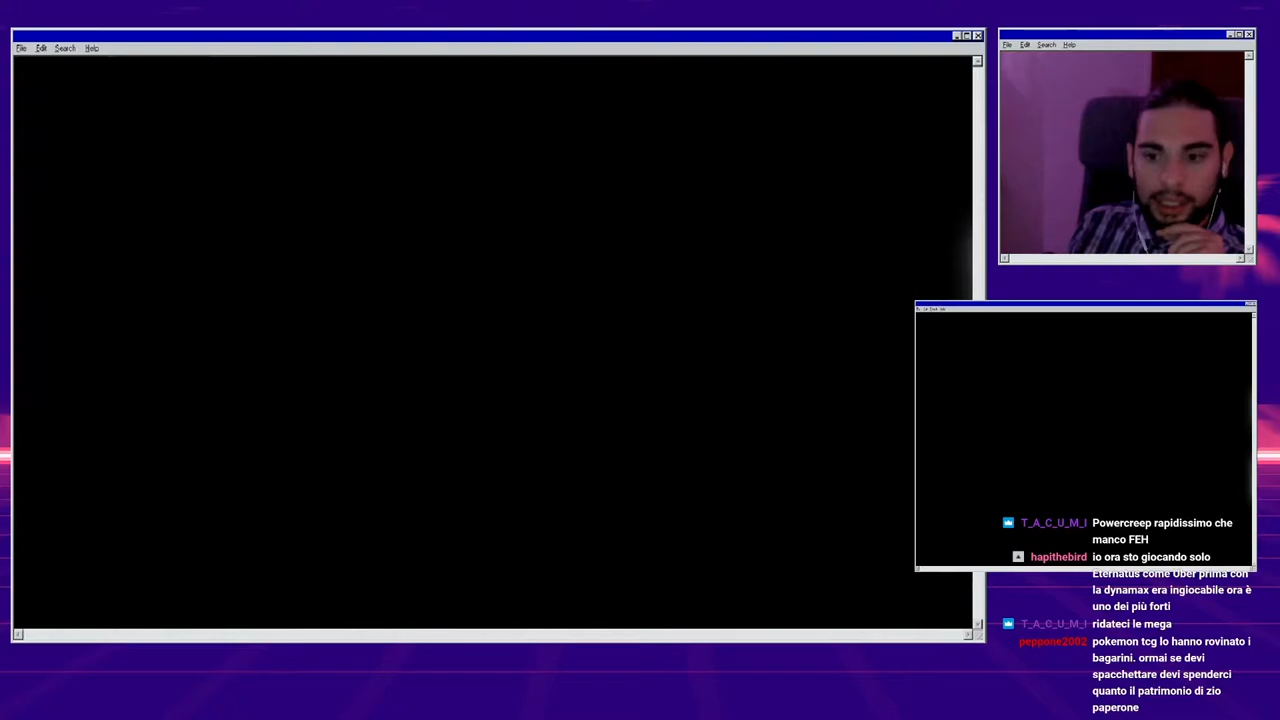 File Edit Search Help
File Edit Search Help
T_A_C_U_M_I Powercreep rapidissimo che
manco FEH
hapithebird io ora sto giocando solo
Eternatus come Uber prima con
la dynamax era ingiocabile ora è
uno dei più forti
T_A_C_U_M_I ridateci le mega
peppone2002 pokemon tcg lo hanno rovinato i
bagarini. ormai se devi
spacchettare devi spenderci
quanto il patrimonio di zio
paperone